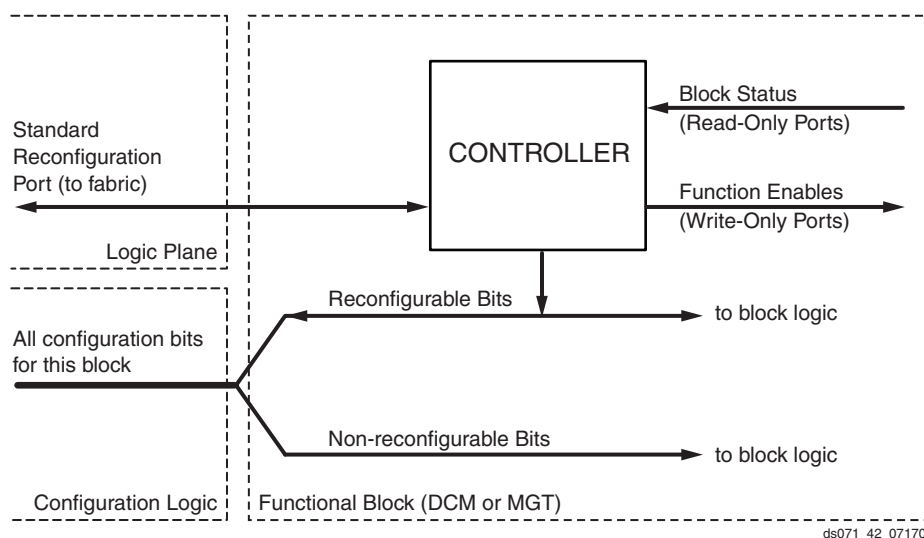 Block Status
(Read-Only Ports)
Standard
Reconfiguration
Port (to fabric)
CONTROLLER
Function Enables
(Write-Only Ports)
Logic Plane
Reconfigurable Bits
to block logic
All configuration bits
for this block
Non-reconfigurable Bits
to block logic
Configuration Logic
Functional Block (DCM or MGT)
ds071_42_07170